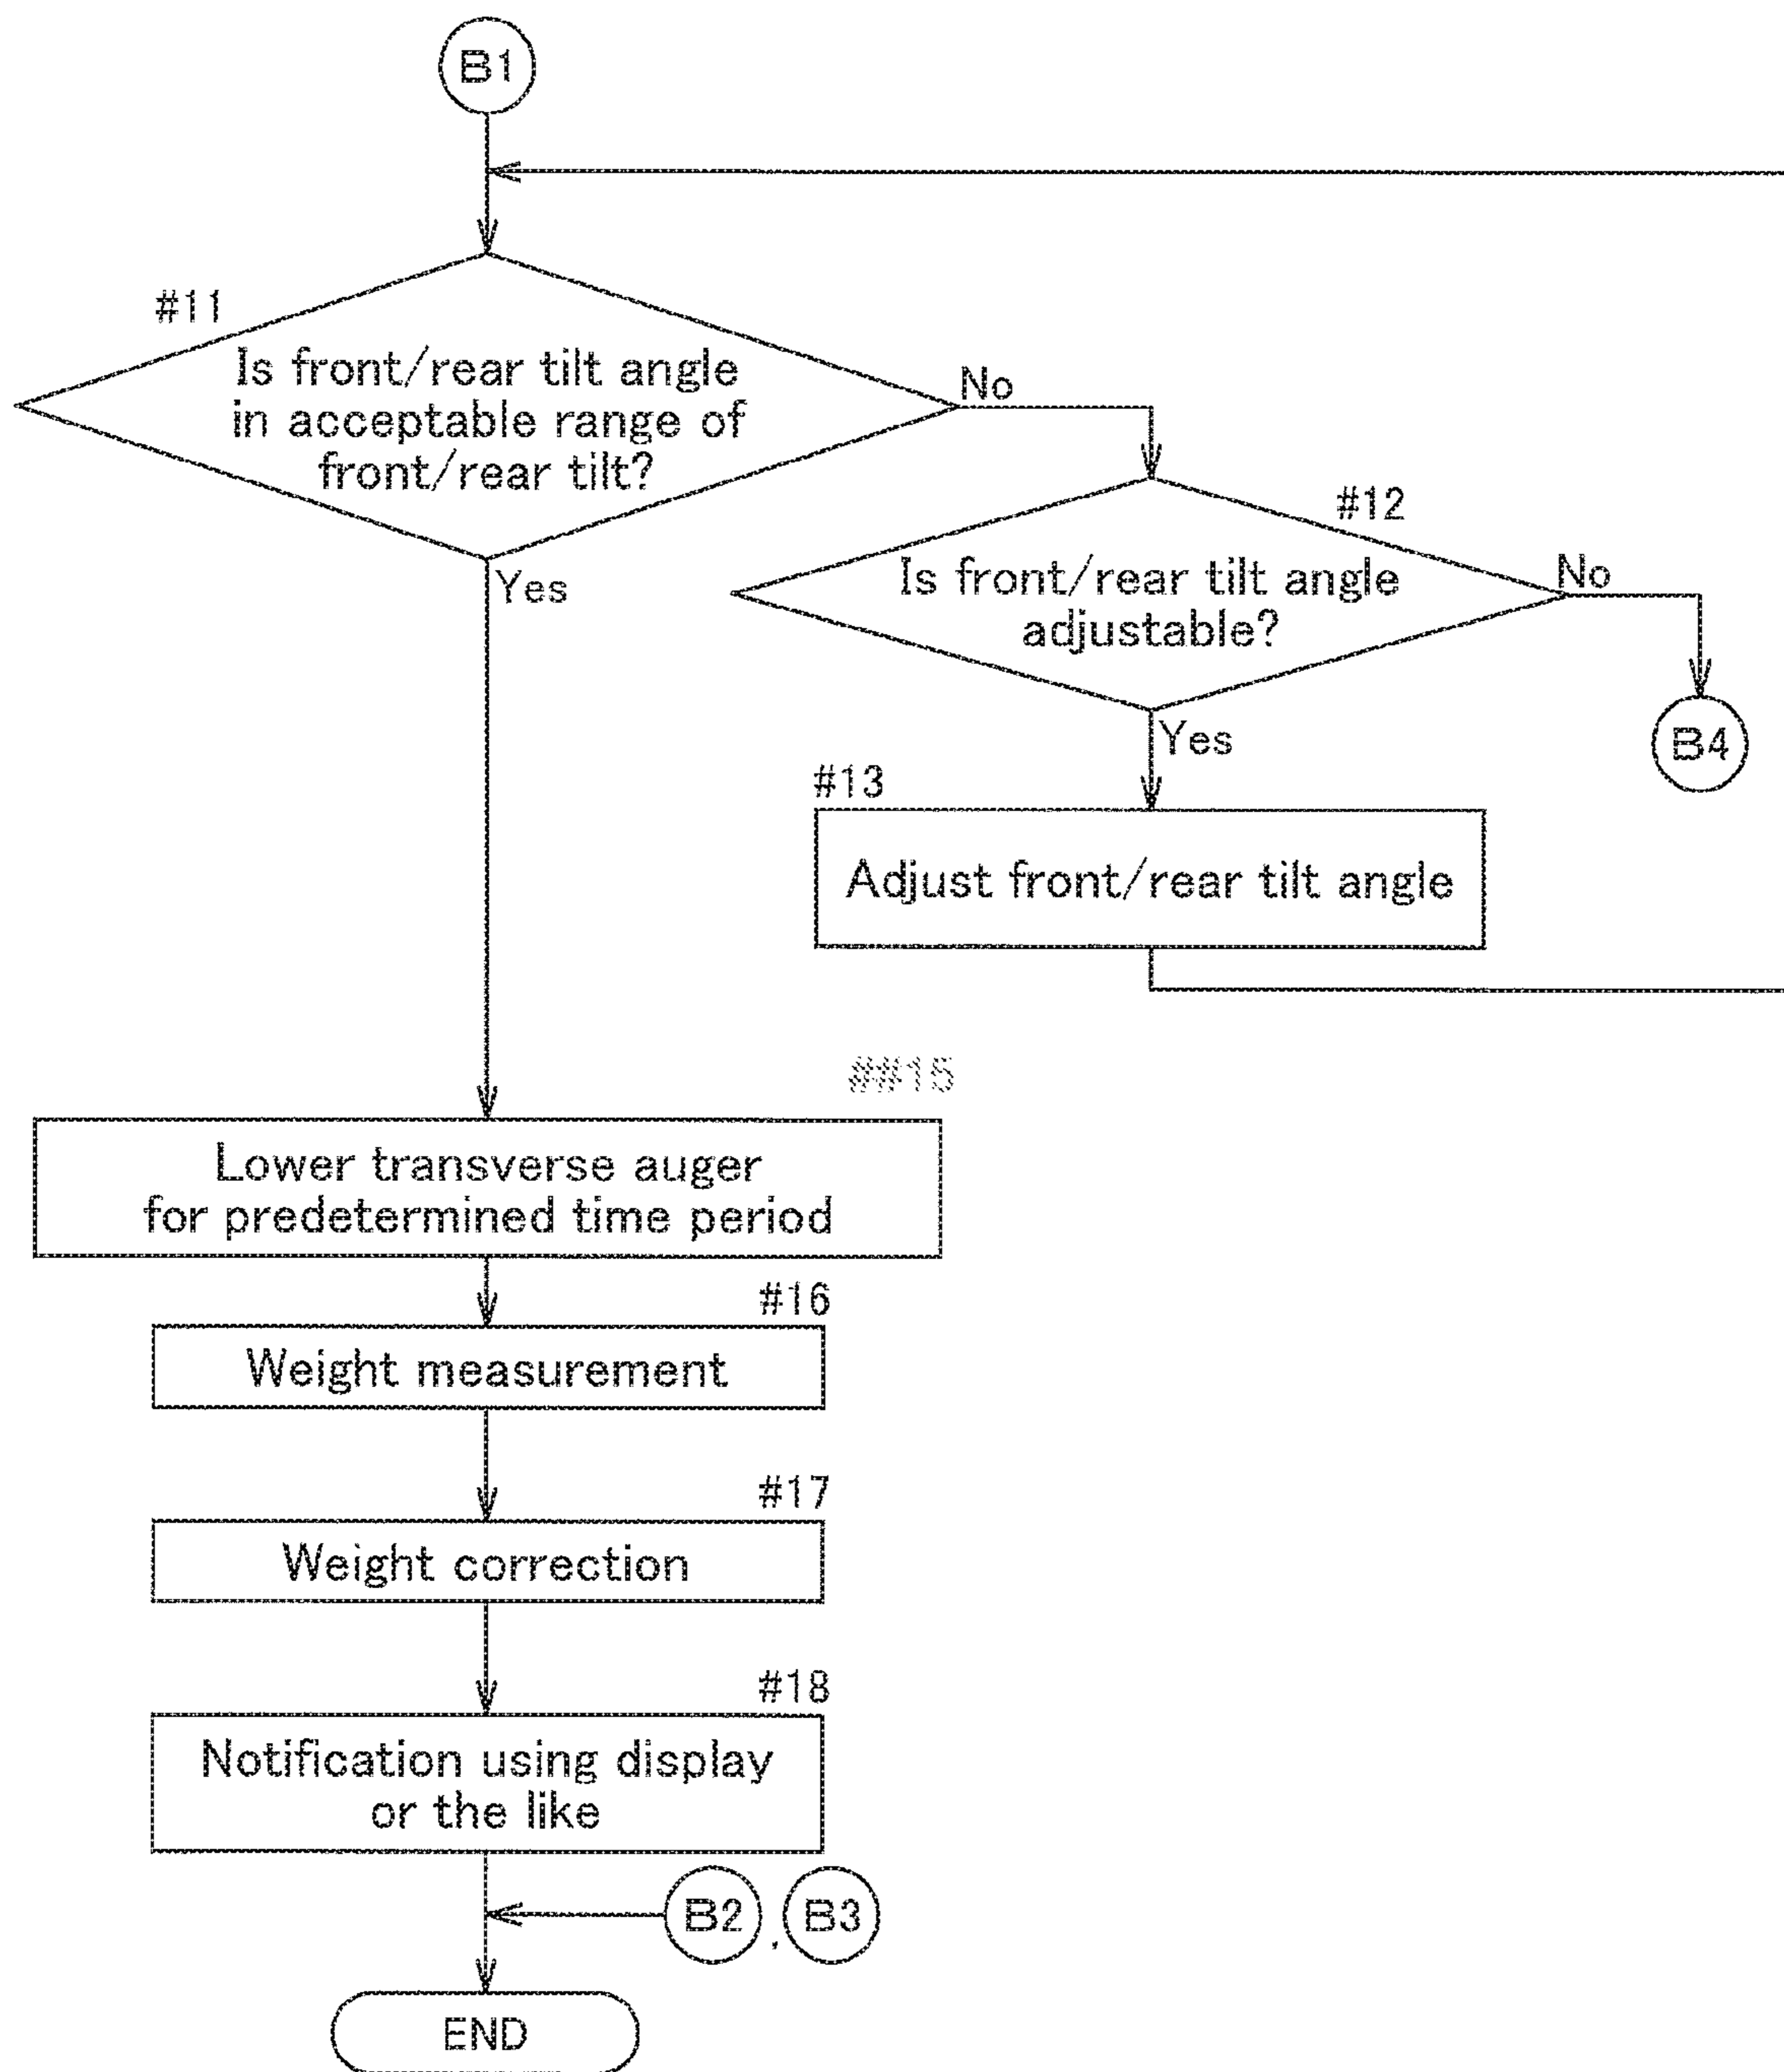 B1
#11
Is front/rear tilt angle
in acceptable range of
front/rear tilt?
No
Yes
#12
Is front/rear tilt angle
adjustable?
No
Yes
B4
#13
Adjust front/rear tilt angle
##15
Lower transverse auger
for predetermined time period
#16
Weight measurement
#17
Weight correction
#18
Notification using display
or the like
B2 , B3
END